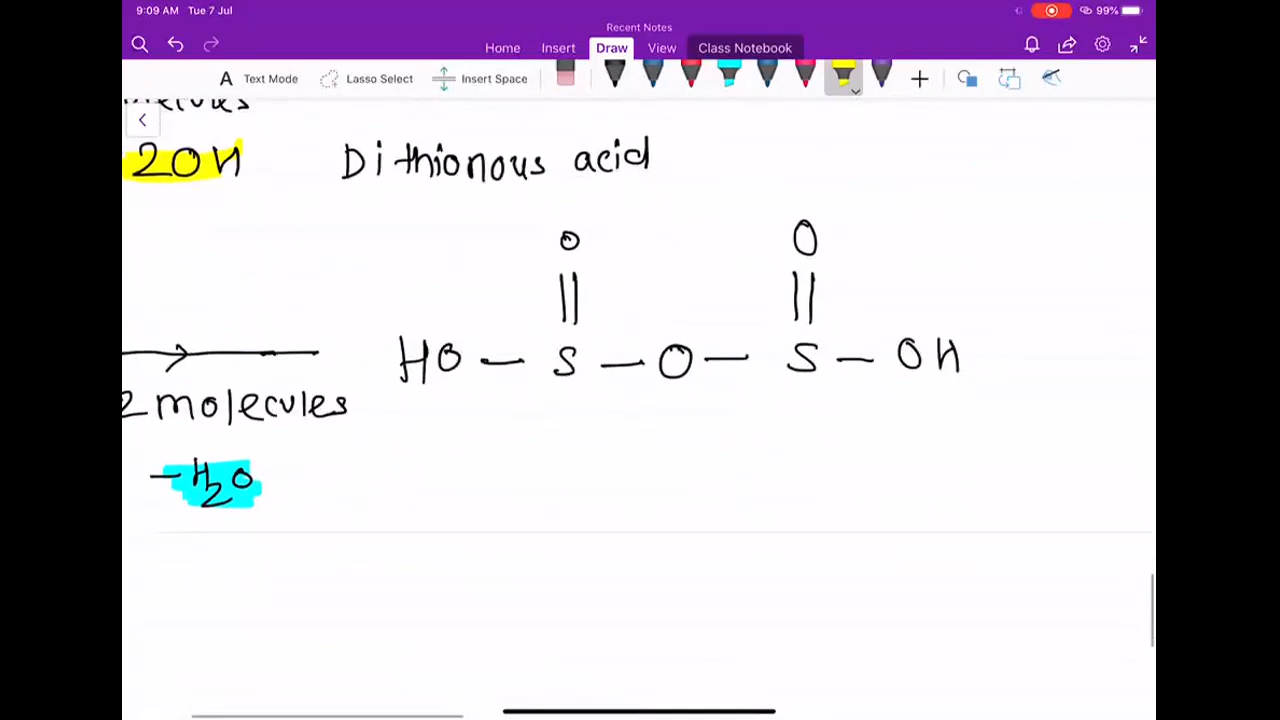 9:09 AM Tue 7 Jul
99%
Recent Notes
Home Insert Draw View Class Notebook
Text Mode Lasso Select Insert Space
2OH Dithionous acid
O O
HO - S - O - S - OH
2 molecules
- H2O